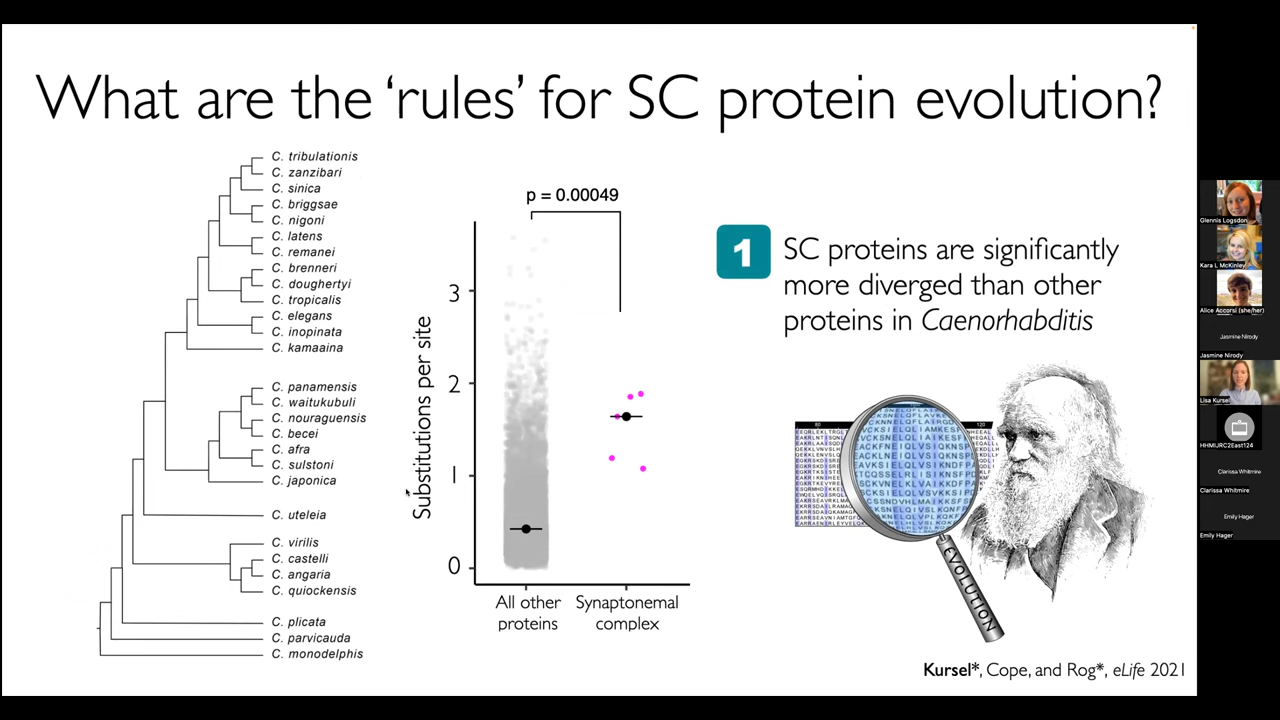 What are the ‘rules’ for SC protein evolution?
C. tribulationis
C. zanzibari
C. sinica
C. briggsae
C. nigoni
C. latens
C. remanei
C. brenneri
C. doughertyi
C. tropicalis
C. elegans
C. inopinata
C. kamaaina
C. panamensis
C. waitukubuli
C. nouraguensis
C. becei
C. afra
C. sulstoni
C. japonica
C. uteleia
C. virilis
C. castelli
C. angaria
C. quiockensis
C. plicata
C. parvicauda
C. monodelphis
p = 0.00049
Substitutions per site
3
2
1
0
All other
proteins
Synaptonemal
complex
1
SC proteins are significantly
more diverged than other
proteins in Caenorhabditis
80
120
EVOLUTION
Kursel*, Cope, and Rog*, eLife 2021
Glennis Logsdon
Kara L McKinley
Alice Accorsi (she/her)
Jasmine Nirody
Jasmine Nirody
Lisa Kursel
HHMIJRC2East124
Clarissa Whitmire
Clarissa Whitmire
Emily Hager
Emily Hager